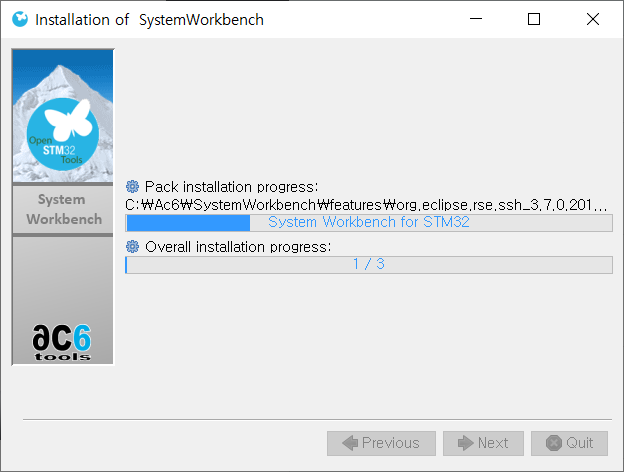 Installation of SystemWorkbench
Open
STM32
Tools
System
Workbench
ac6
tools
Pack installation progress:
C:₩Ac6₩SystemWorkbench₩features₩org,eclipse,rse,ssh_3,7,0,201,,,
System Workbench for STM32
Overall installation progress:
1 / 3
Previous
Next
Quit